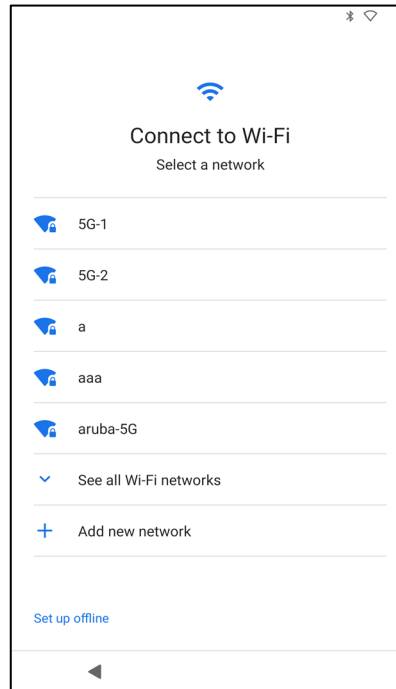 Connect to Wi-Fi
Select a network
5G-1
5G-2
a
aaa
aruba-5G
See all Wi-Fi networks
Add new network
Set up offline